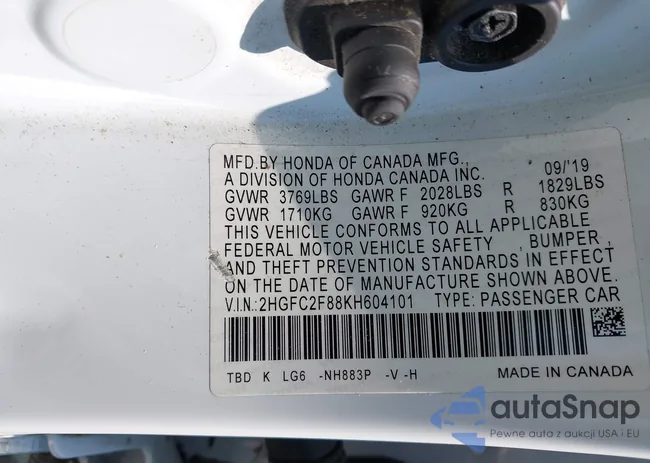 MFD.BY HONDA OF CANADA MFG., 09/'19
A DIVISION OF HONDA CANADA INC.
GVWR 3769LBS GAWR F 2028LBS R 1829LBS
GVWR 1710KG GAWR F 920KG R 830KG
THIS VEHICLE CONFORMS TO ALL APPLICABLE
FEDERAL MOTOR VEHICLE SAFETY , BUMPER,
AND THEFT PREVENTION STANDARDS IN EFFECT
ON THE DATE OF MANUFACTURE SHOWN ABOVE.
V.I.N:2HGFC2F88KH604101 TYPE: PASSENGER CAR
TBD K LG6 -NH883P -V -H MADE IN CANADA
autoSnap
Pewne auta z aukcji USA i EU